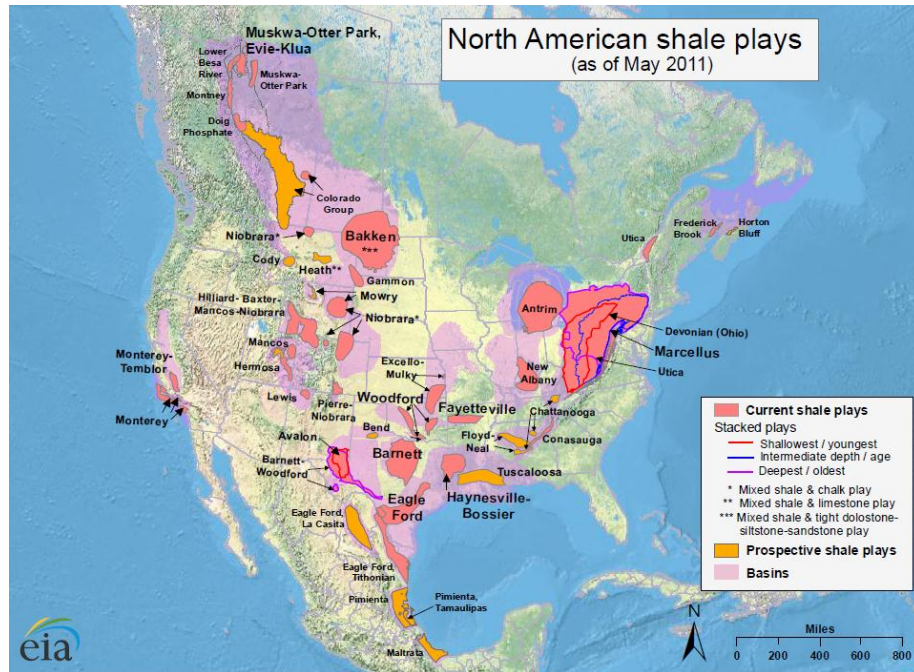 North American shale plays
(as of May 2011)
Muskwa-Otter Park,
Evie-Klua
Lower
Besa
River
Muskwa-
Otter Park
Montney
Doig
Phosphate
Colorado
Group
Niobrara*
Bakken
***
Cody
Heath**
Gammon
Mowry
Hilliard-Baxter-
Mancos-Niobrara
Niobrara*
Mancos
Hermosa
Monterey-
Temblor
Monterey
Lewis
Pierre-
Niobrara
Excello-
Mulky
Woodford
Fayetteville
Bend
Avalon
Barnett-
Woodford
Barnett
Antrim
New
Albany
Chattanooga
Floyd-
Neal
Conasauga
Tuscaloosa
Haynesville-
Bossier
Eagle
Ford
Eagle Ford,
La Casita
Eagle Ford,
Tithonian
Pimienta
Pimienta,
Tamaulipas
Maltrata
Utica
Frederick
Brook
Horton
Bluff
Devonian (Ohio)
Marcellus
Utica
Current shale plays
Stacked plays
Shallowest / youngest
Intermediate depth / age
Deepest / oldest
* Mixed shale & chalk play
** Mixed shale & limestone play
*** Mixed shale & tight dolostone-
siltstone-sandstone play
Prospective shale plays
Basins
N
Miles
0 200 400 600 800
eia